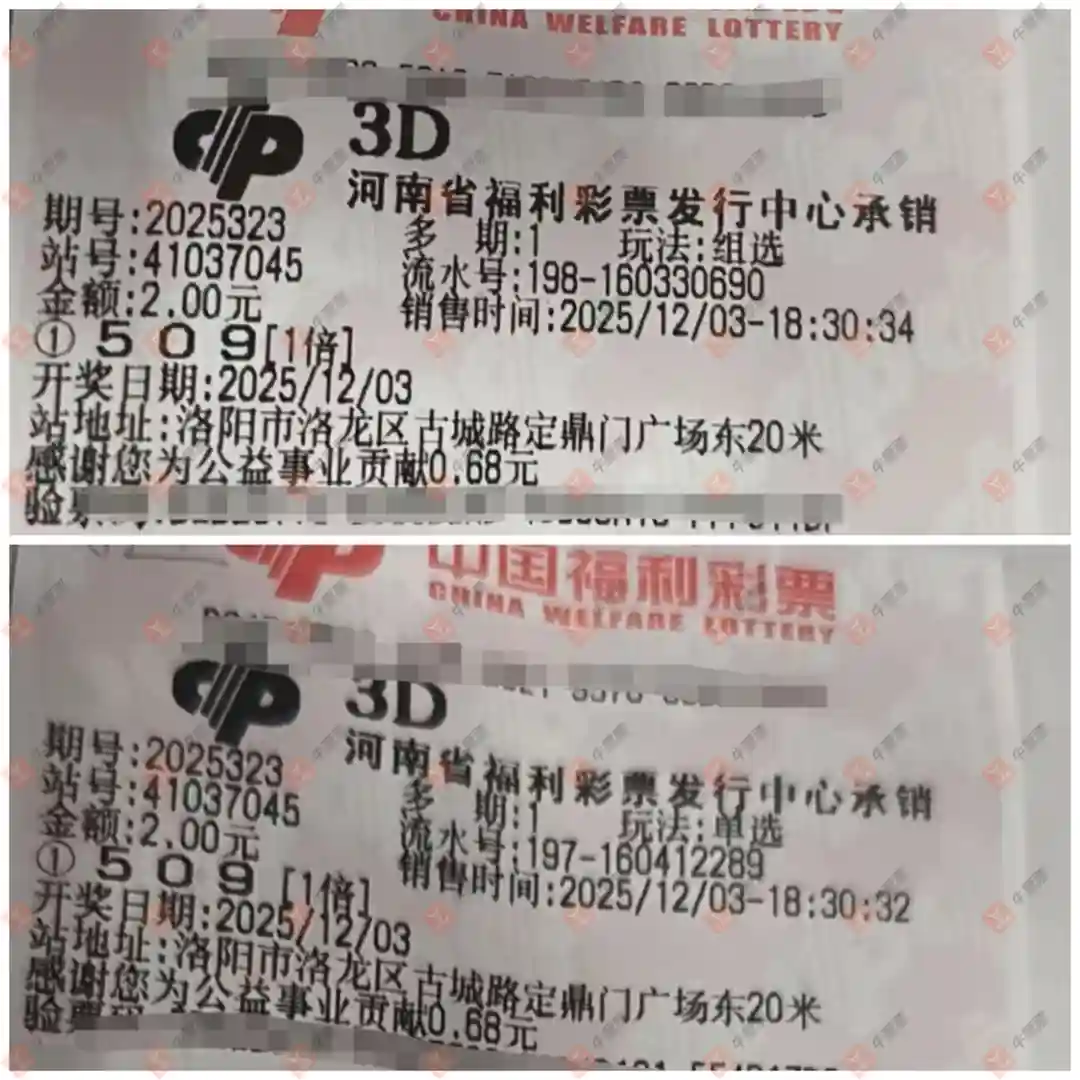 CHINA WELFARE LOTTERY
3D
河南省福利彩票发行中心承销
期号:2025323 多 期:1 玩法:组选
站号:41037045 流水号:198-160330690
金额:2.00元 销售时间:2025/12/03-18:30:34
① 5 0 9[1倍]
开奖日期:2025/12/03
站地址:洛阳市洛龙区古城路定鼎门广场东20米
感谢您为公益事业贡献0.68元
中国福利彩票
CHINA WELFARE LOTTERY
3D
河南省福利彩票发行中心承销
期号:2025323 多 期:1 玩法:单选
站号:41037045 流水号:197-160412289
金额:2.00元 销售时间:2025/12/03-18:30:32
① 5 0 9 [1倍]
开奖日期:2025/12/03
站地址:洛阳市洛龙区古城路定鼎门广场东20米
感谢您为公益事业贡献0.68元